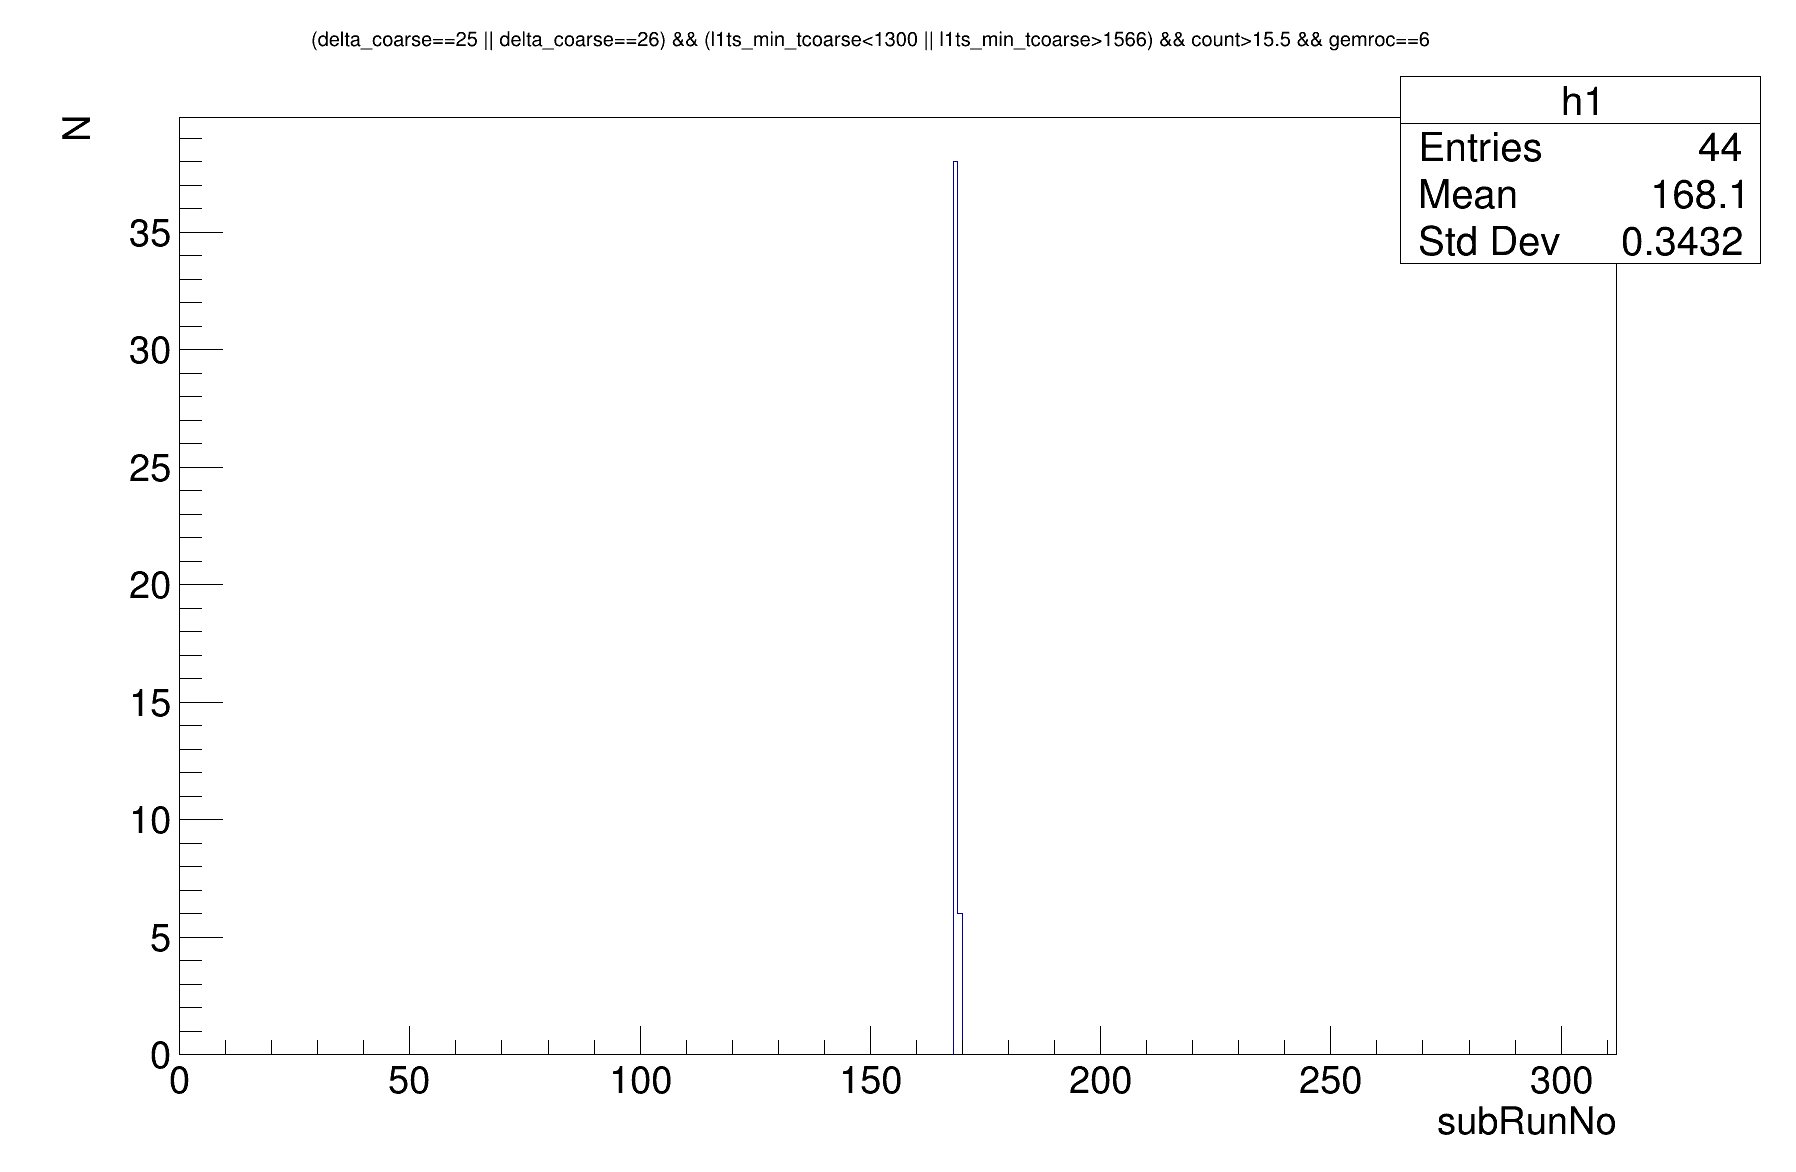 (delta_coarse==25 || delta_coarse==26) && (l1ts_min_tcoarse<1300 || l1ts_min_tcoarse>1566) && count>15.5 && gemroc==6
h1
Entries 44
Mean 168.1
Std Dev 0.3432
N
35
30
25
20
15
10
5
0
0 50 100 150 200 250 300
subRunNo